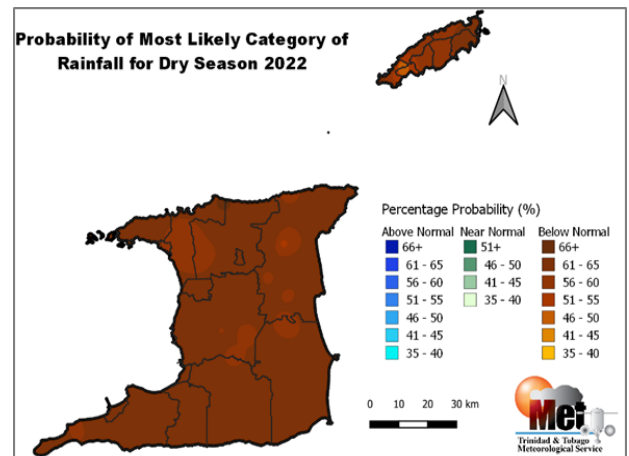 Probability of Most Likely Category of
Rainfall for Dry Season 2022
N
Percentage Probability (%)
Above Normal Near Normal Below Normal
66+ 51+ 66+
61 - 65 46 - 50 61 - 65
56 - 60 41 - 45 56 - 60
51 - 55 35 - 40 51 - 55
46 - 50 46 - 50
41 - 45 41 - 45
35 - 40 35 - 40
0 10 20 30 km
Met
Trinidad & Tobago
Meteorological Service